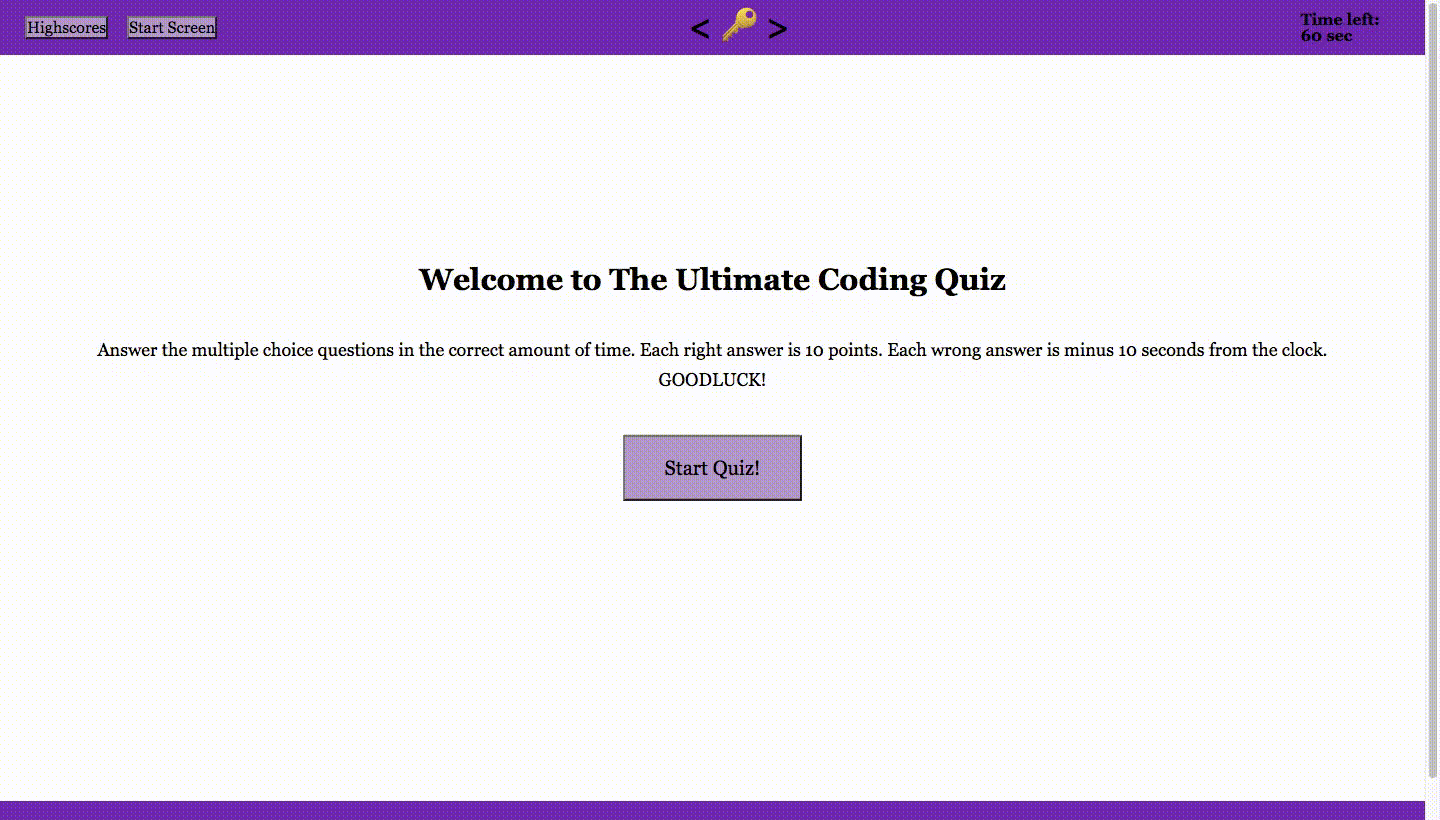 Highscores
Start Screen
< 🔑 >
Time left:
60 sec
Welcome to The Ultimate Coding Quiz
Answer the multiple choice questions in the correct amount of time. Each right answer is 10 points. Each wrong answer is minus 10 seconds from the clock.
GOODLUCK!
Start Quiz!